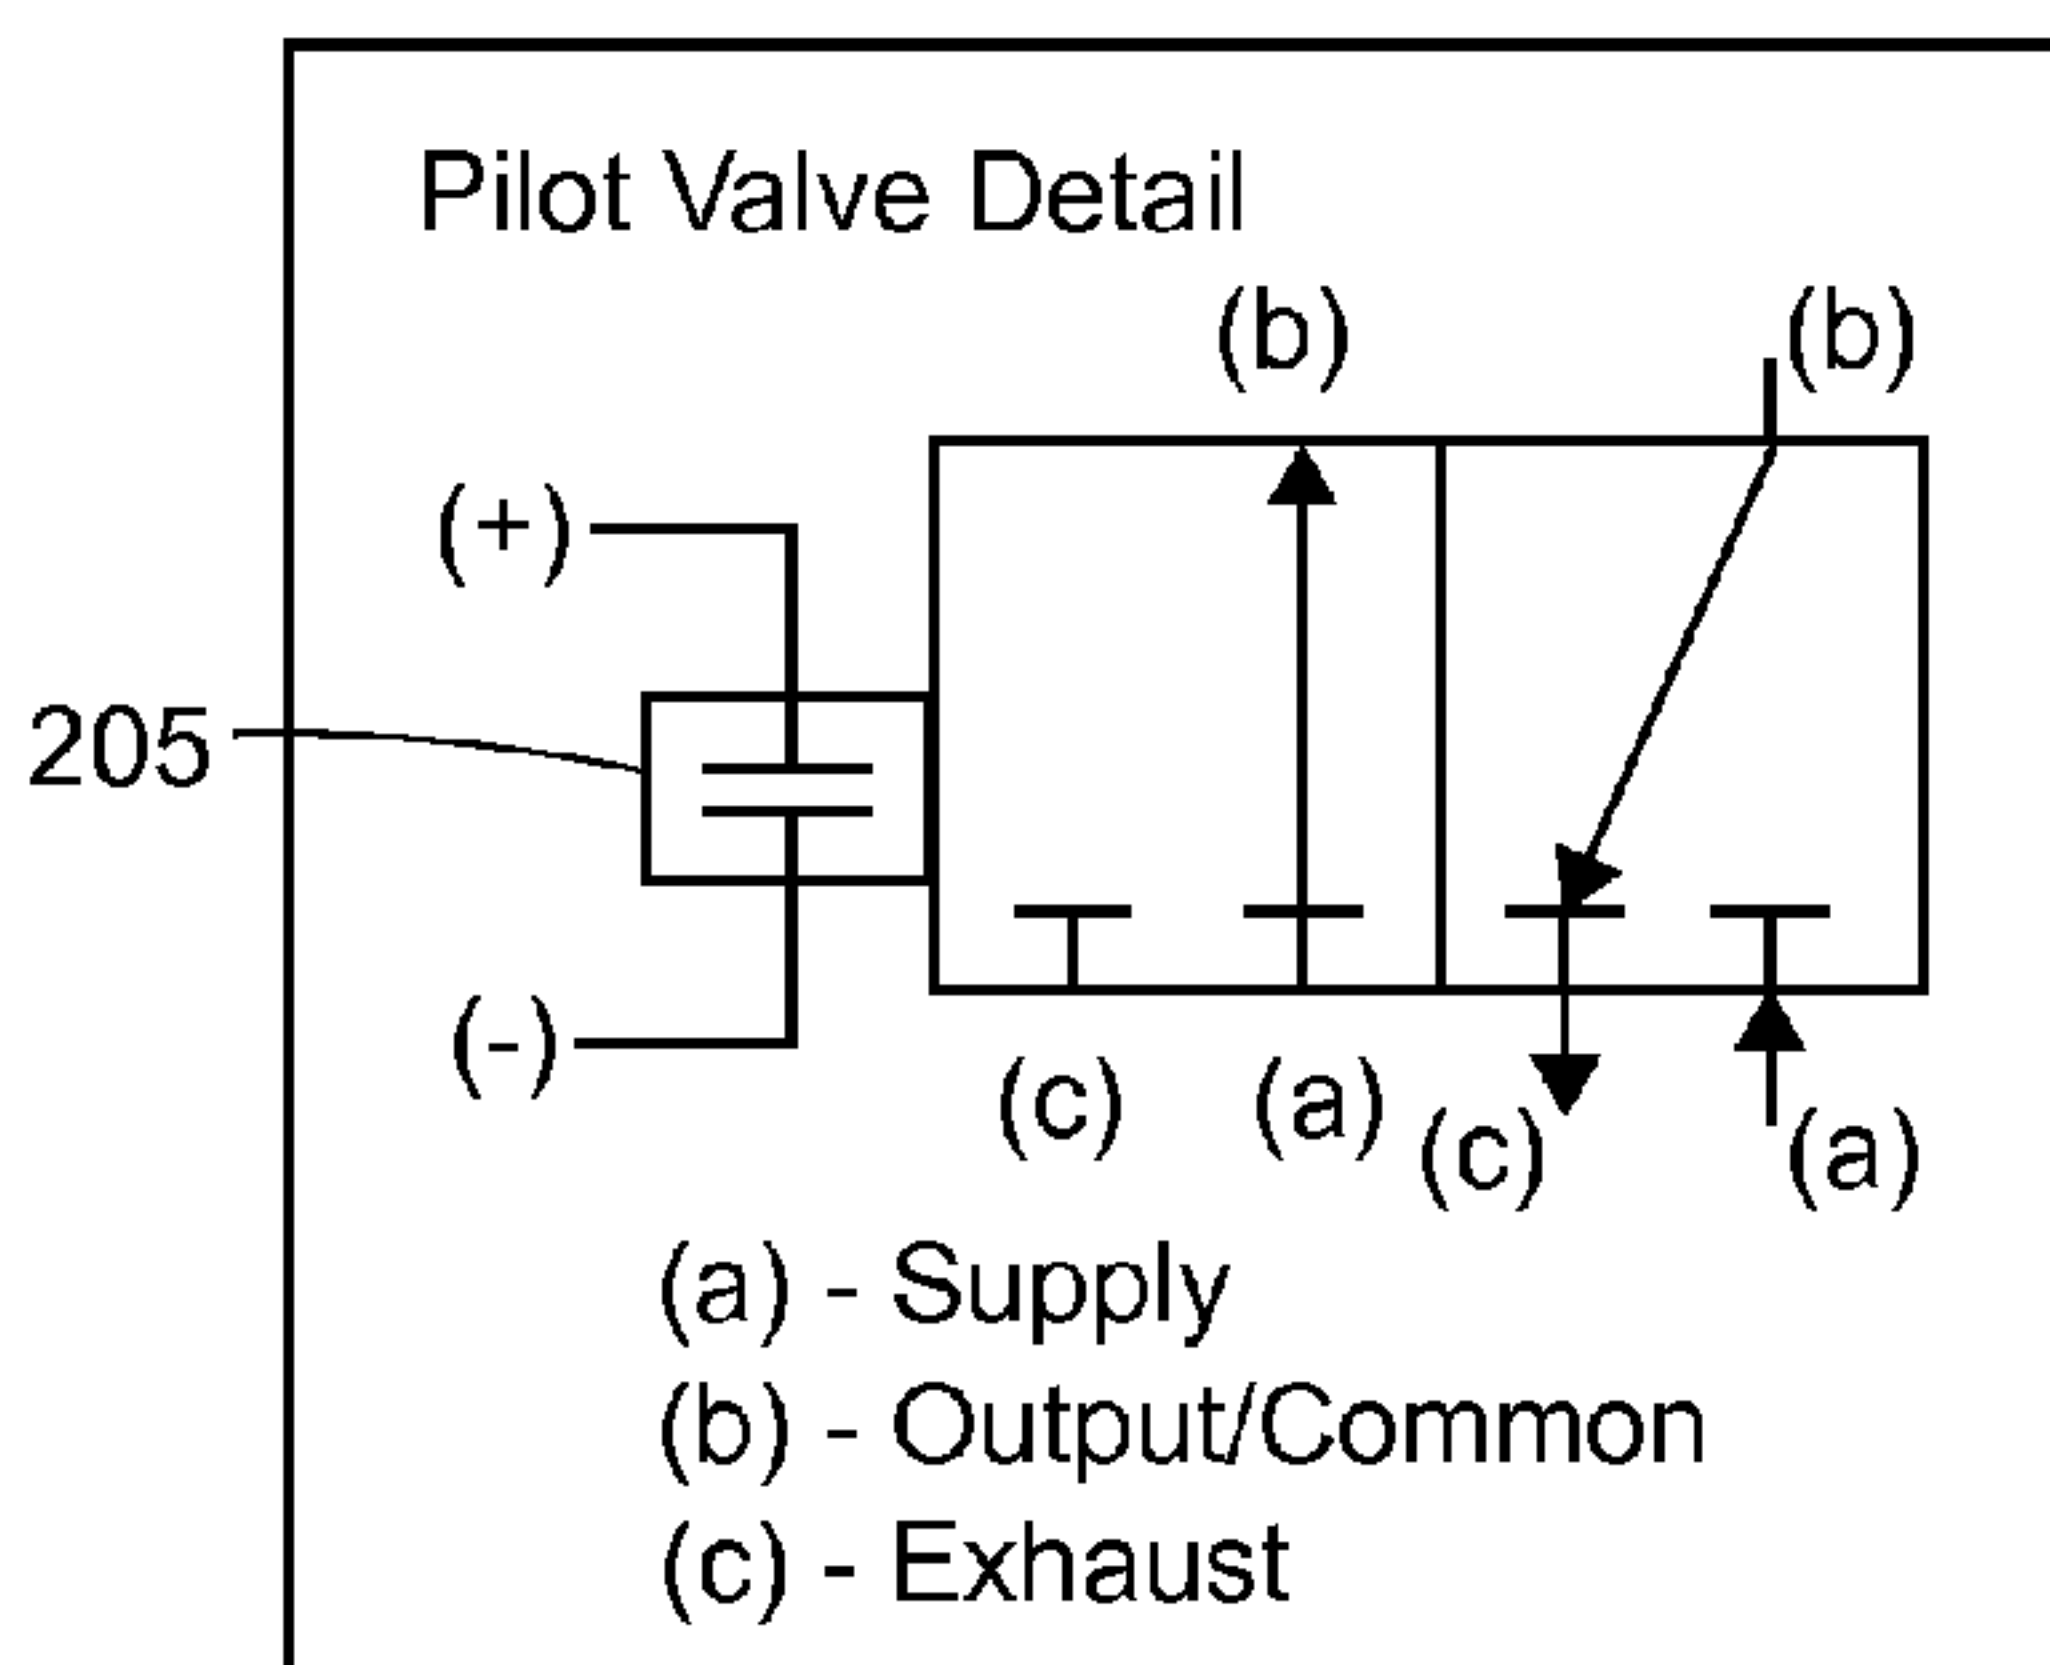 Pilot Valve Detail
(b) (b)
(+)
205
(-)
(c) (a) (c) (a)
(a) - Supply
(b) - Output/Common
(c) - Exhaust